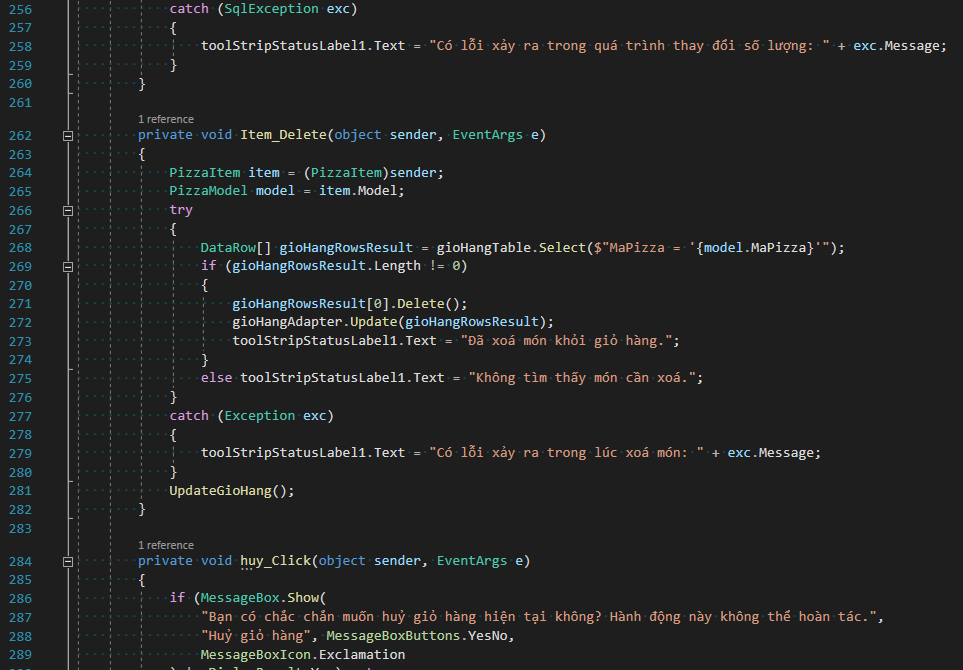 256 catch (SqlException exc)
257 {
258 toolStripStatusLabel1.Text = "Có lỗi xảy ra trong quá trình thay đổi số lượng: " + exc.Message;
259 }
260 }
261
1 reference
262 private void Item_Delete(object sender, EventArgs e)
263 {
264 PizzaItem item = (PizzaItem)sender;
265 PizzaModel model = item.Model;
266 try
267 {
268 DataRow[] gioHangRowsResult = gioHangTable.Select($"MaPizza = '{model.MaPizza}'");
269 if (gioHangRowsResult.Length != 0)
270 {
271 gioHangRowsResult[0].Delete();
272 gioHangAdapter.Update(gioHangRowsResult);
273 toolStripStatusLabel1.Text = "Đã xoá món khỏi giỏ hàng.";
274 }
275 else toolStripStatusLabel1.Text = "Không tìm thấy món cần xoá.";
276 }
277 catch (Exception exc)
278 {
279 toolStripStatusLabel1.Text = "Có lỗi xảy ra trong lúc xoá món: " + exc.Message;
280 }
281 UpdateGioHang();
282 }
283
1 reference
284 private void huy_Click(object sender, EventArgs e)
285 {
286 if (MessageBox.Show(
287 "Bạn có chắc chắn muốn huỷ giỏ hàng hiện tại không? Hành động này không thể hoàn tác.",
288 "Huỷ giỏ hàng", MessageBoxButtons.YesNo,
289 MessageBoxIcon.Exclamation